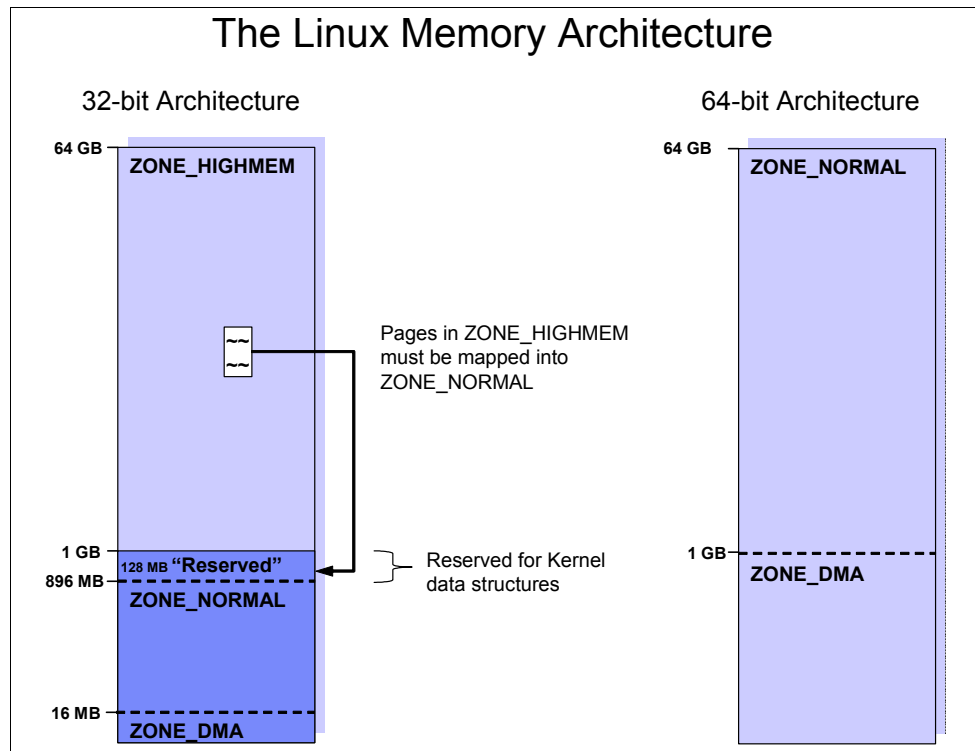 The Linux Memory Architecture
32-bit Architecture
64-bit Architecture
64 GB
ZONE_HIGHMEM
~~
~~
Pages in ZONE_HIGHMEM
must be mapped into
ZONE_NORMAL
1 GB
128 MB “Reserved”
Reserved for Kernel
data structures
896 MB
ZONE_NORMAL
16 MB
ZONE_DMA
64 GB
ZONE_NORMAL
1 GB
ZONE_DMA